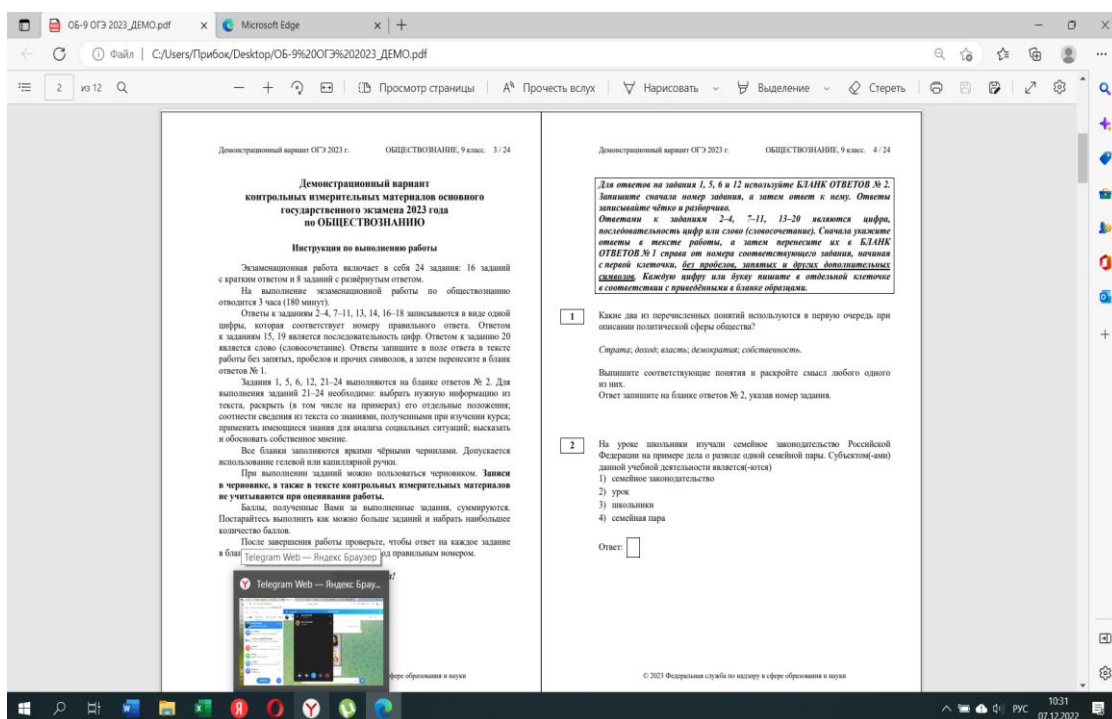 ОБ-9 ОГЭ 2023_ДЕМО.pdf
Microsoft Edge
Файл
C:/Users/Прибок/Desktop/ОБ-9%20ОГЭ%202023_ДЕМО.pdf
2 из 12
Просмотр страницы
Прочесть вслух
Нарисовать
Выделение
Стереть
Демонстрационный вариант ОГЭ 2023 г. ОБЩЕСТВОЗНАНИЕ, 9 класс. 3 / 24
Демонстрационный вариант
контрольных измерительных материалов основного
государственного экзамена 2023 года
по ОБЩЕСТВОЗНАНИЮ
Инструкция по выполнению работы
Экзаменационная работа включает в себя 24 задания: 16 заданий
с кратким ответом и 8 заданий с развёрнутым ответом.
На выполнение экзаменационной работы по обществознанию
отводится 3 часа (180 минут).
Ответы к заданиям 2–4, 7–11, 13, 14, 16–18 записываются в виде одной
цифры, которая соответствует номеру правильного ответа. Ответом
к заданиям 15, 19 является последовательность цифр. Ответом к заданию 20
является слово (словосочетание). Ответы запишите в поле ответа в тексте
работы без запятых, пробелов и прочих символов, а затем перенесите в бланк
ответов № 1.
Задания 1, 5, 6, 12, 21–24 выполняются на бланке ответов № 2. Для
выполнения заданий 21–24 необходимо: выбрать нужную информацию из
текста, раскрыть (в том числе на примерах) его отдельные положения;
соотнести сведения из текста со знаниями, полученными при изучении курса;
применить имеющиеся знания для анализа социальных ситуаций; высказать
и обосновать собственное мнение.
Все бланки заполняются яркими чёрными чернилами. Допускается
использование гелевой или капиллярной ручки.
При выполнении заданий можно пользоваться черновиком. Записи
в черновике, а также в тексте контрольных измерительных материалов
не учитываются при оценивании работы.
Баллы, полученные Вами за выполненные задания, суммируются.
Постарайтесь выполнить как можно больше заданий и набрать наибольшее
количество баллов.
После завершения работы проверьте, чтобы ответ на каждое задание
в правильным номером.
Telegram Web — Яндекс Браузер
Telegram Web — Яндекс Брау...
сфере образования и науки
Демонстрационный вариант ОГЭ 2023 г. ОБЩЕСТВОЗНАНИЕ, 9 класс. 4 / 24
Для ответов на задания 1, 5, 6 и 12 используйте БЛАНК ОТВЕТОВ № 2.
Запишите сначала номер задания, а затем ответ к нему. Ответы
записывайте чётко и разборчиво.
Ответами к заданиям 2–4, 7–11, 13–20 являются цифра,
последовательность цифр или слово (словосочетание). Сначала укажите
ответы в тексте работы, а затем перенесите их в БЛАНК
ОТВЕТОВ № 1 справа от номера соответствующего задания, начиная
с первой клеточки, без пробелов, запятых и других дополнительных
символов. Каждую цифру или букву пишите в отдельной клеточке
в соответствии с приведёнными в бланке образцами.
1 Какие два из перечисленных понятий используются в первую очередь при
описании политической сферы общества?
Страта; доход; власть; демократия; собственность.
Выпишите соответствующие понятия и раскройте смысл любого одного
из них.
Ответ запишите на бланке ответов № 2, указав номер задания.
2 На уроке школьники изучали семейное законодательство Российской
Федерации на примере дела о разводе одной семейной пары. Субъектом(-ами)
данной учебной деятельности является(-ются)
1) семейное законодательство
2) урок
3) школьники
4) семейная пара
Ответ:
© 2023 Федеральная служба по надзору в сфере образования и науки
РУС
10:31
07.12.2022